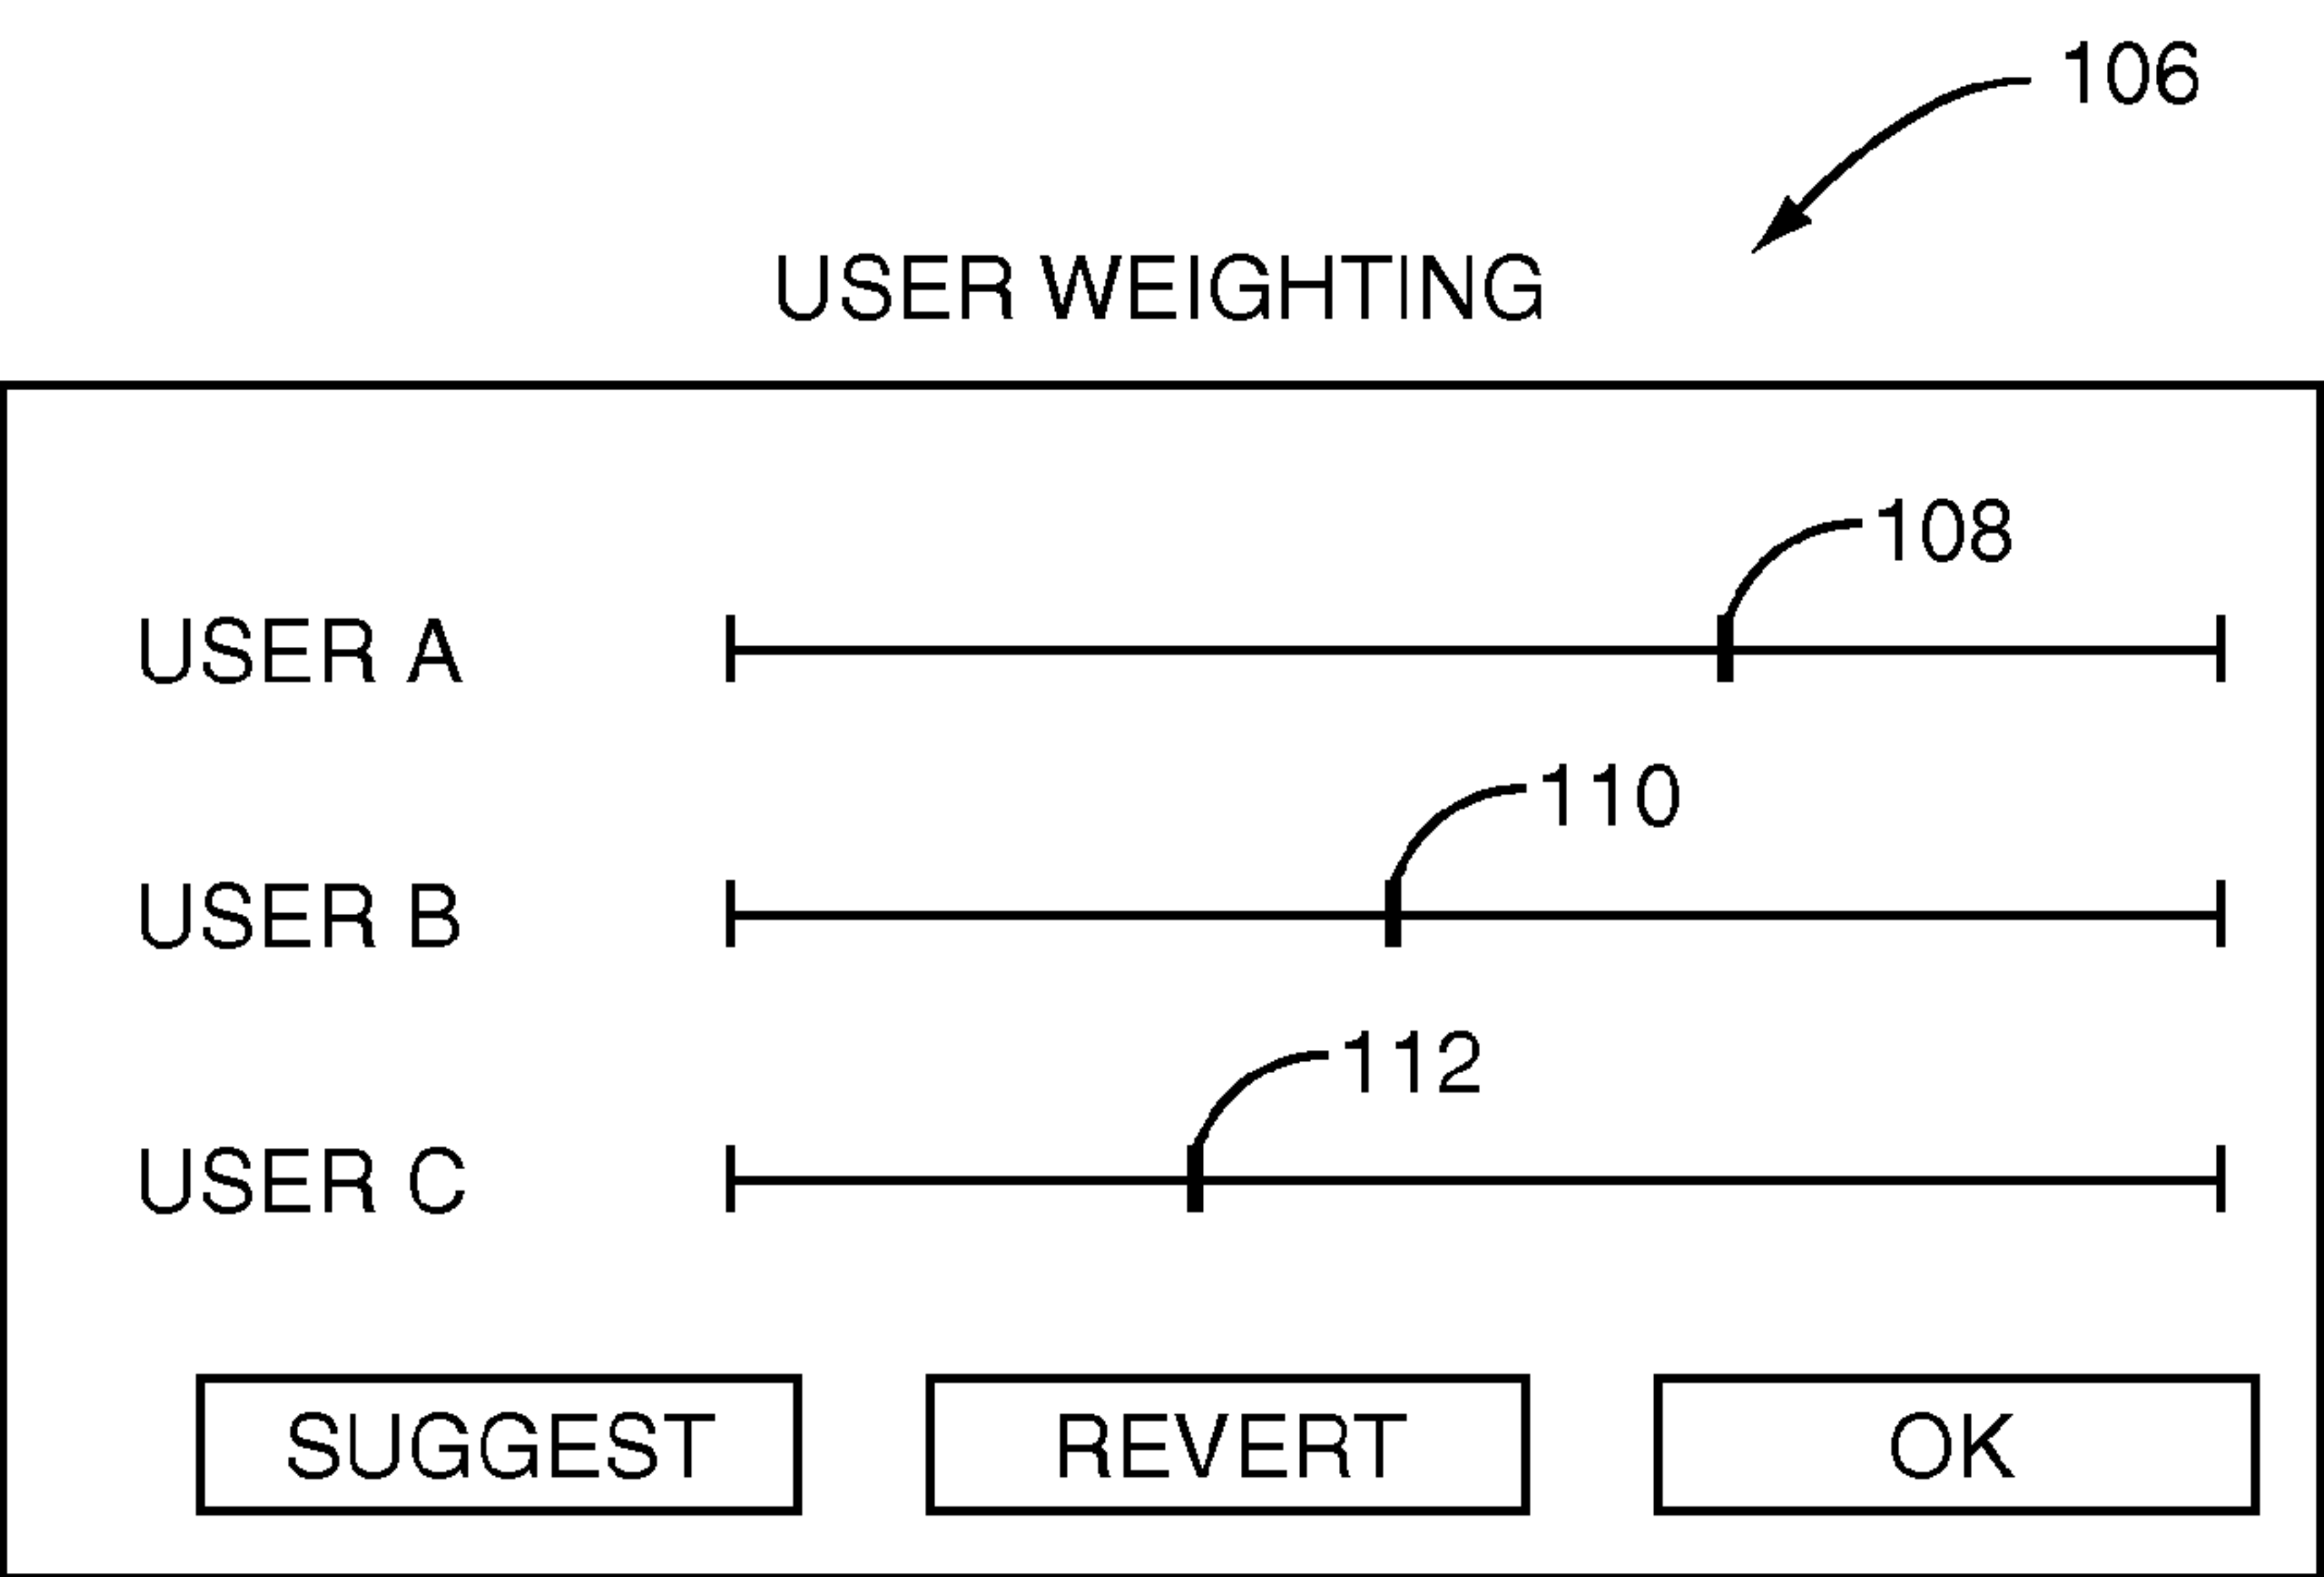 106
USER WEIGHTING
108
USER A
110
USER B
112
USER C
SUGGEST REVERT OK